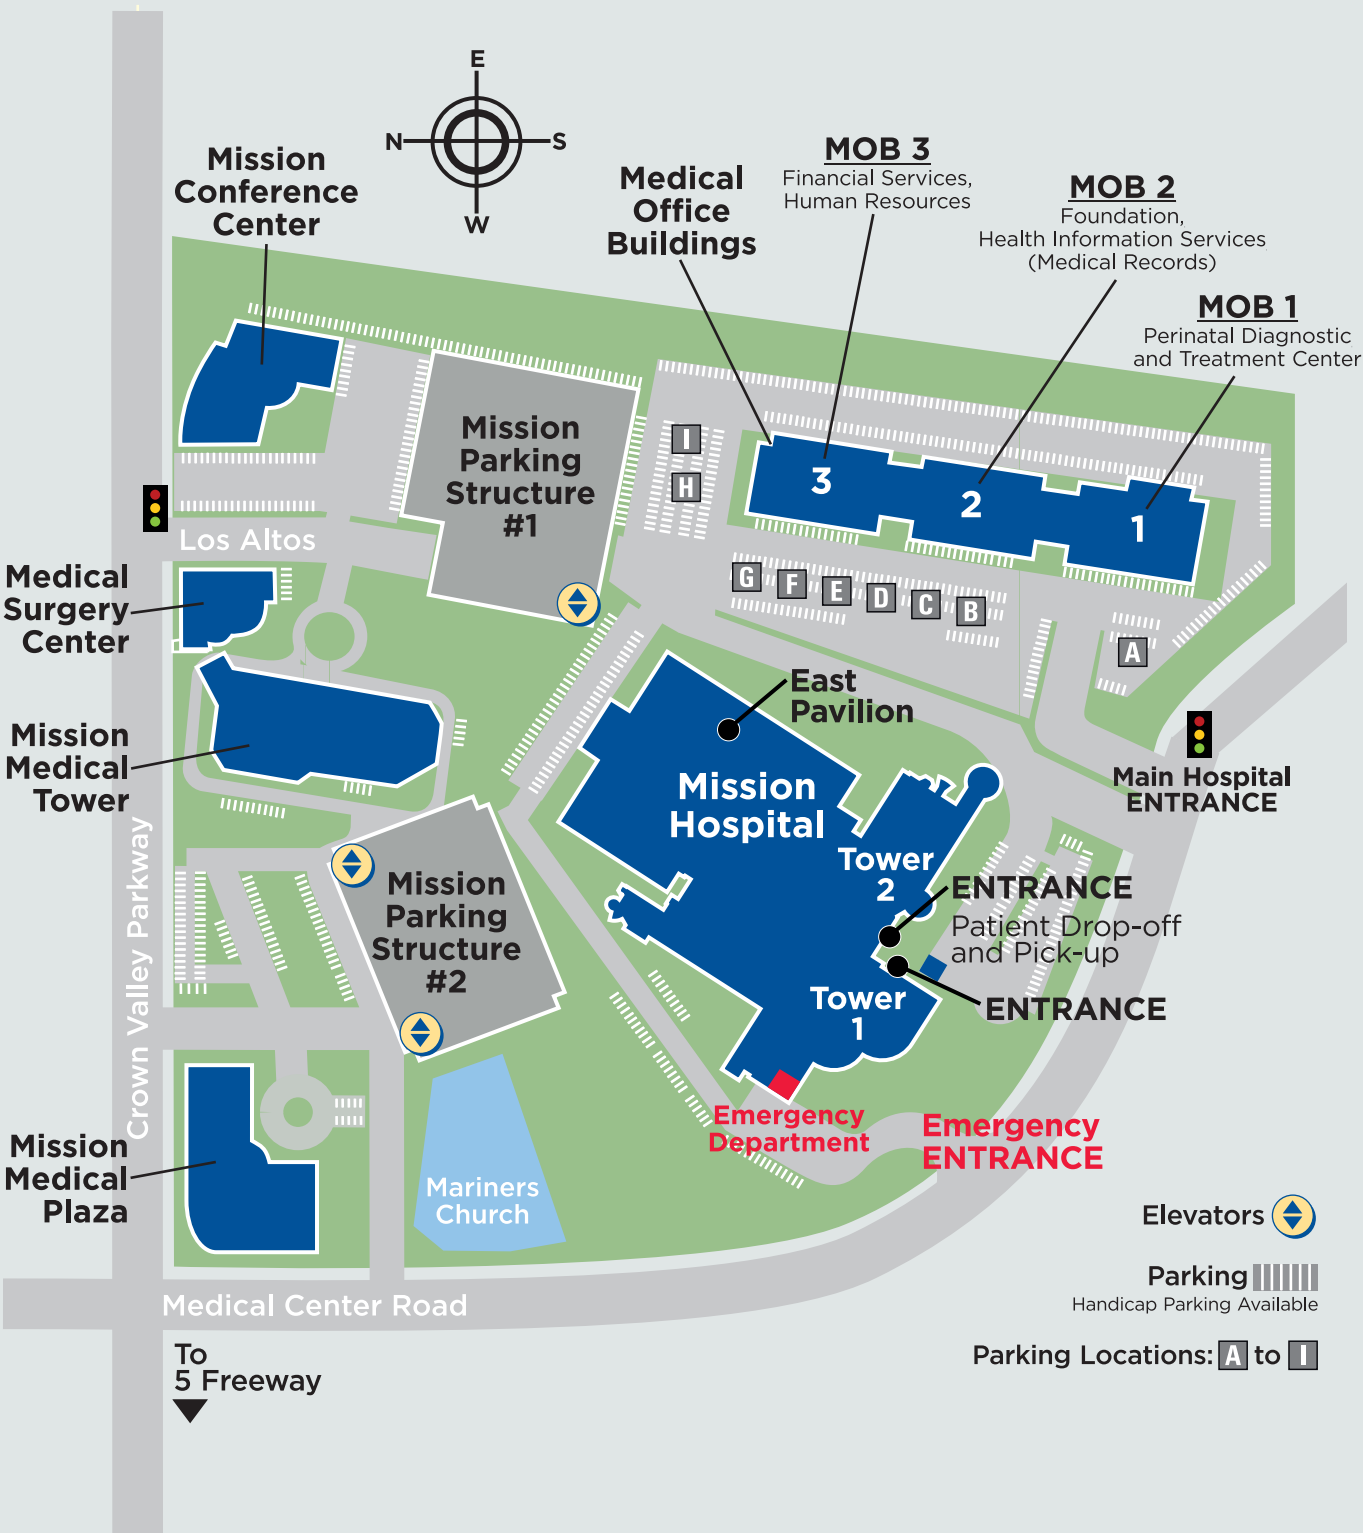 E
N
S
W
Mission
Conference
Center
Medical
Office
Buildings
MOB 3
Financial Services,
Human Resources
MOB 2
Foundation,
Health Information Services
(Medical Records)
MOB 1
Perinatal Diagnostic
and Treatment Center
Mission
Parking
Structure
#1
I
H
3
2
1
Los Altos
G
F
E
D
C
B
A
Medical
Surgery
Center
Mission
Medical
Tower
East
Pavilion
Mission
Hospital
Main Hospital
ENTRANCE
Tower
2
ENTRANCE
Patient Drop-off
and Pick-up
ENTRANCE
Tower
1
Mission
Parking
Structure
#2
Crown Valley Parkway
Emergency
Department
Emergency
ENTRANCE
Mission
Medical
Plaza
Mariners
Church
Medical Center Road
To
5 Freeway
Elevators
Parking
Handicap Parking Available
Parking Locations: A to I